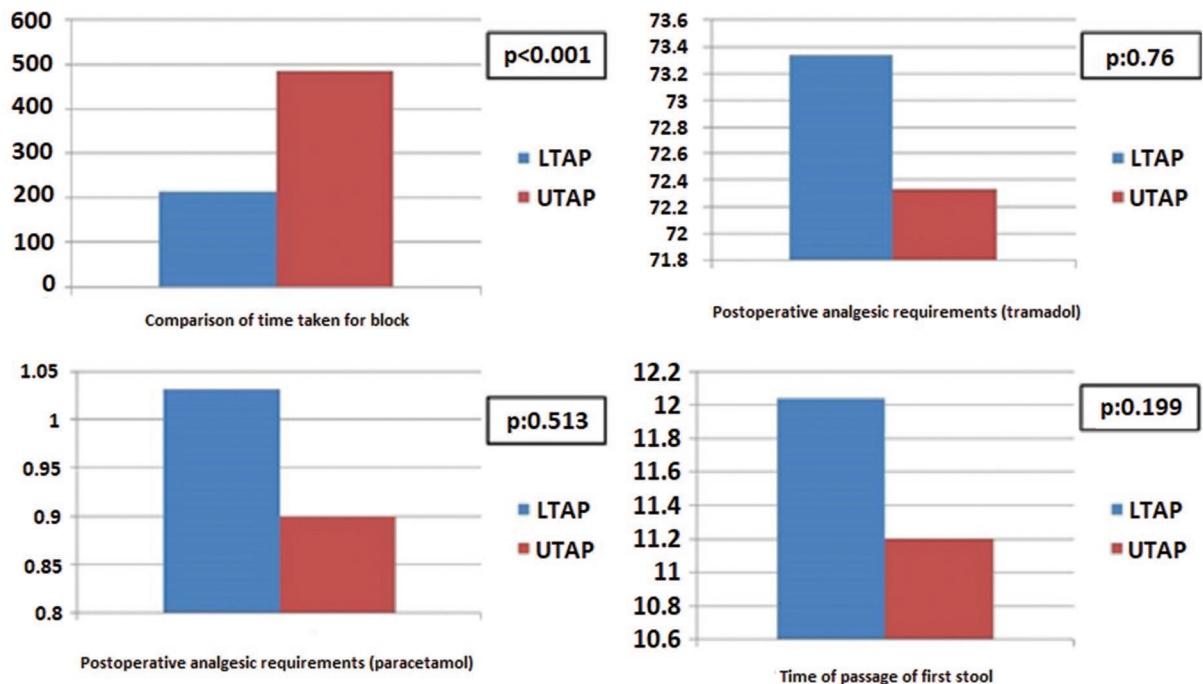 600
500
400
300
200
100
0
p<0.001
LTAP
UTAP
Comparison of time taken for block
73.6
73.4
73.2
73
72.8
72.6
72.4
72.2
72
71.8
p:0.76
LTAP
UTAP
Postoperative analgesic requirements (tramadol)
1.05
1
0.95
0.9
0.85
0.8
p:0.513
LTAP
UTAP
Postoperative analgesic requirements (paracetamol)
12.2
12
11.8
11.6
11.4
11.2
11
10.8
10.6
p:0.199
LTAP
UTAP
Time of passage of first stool